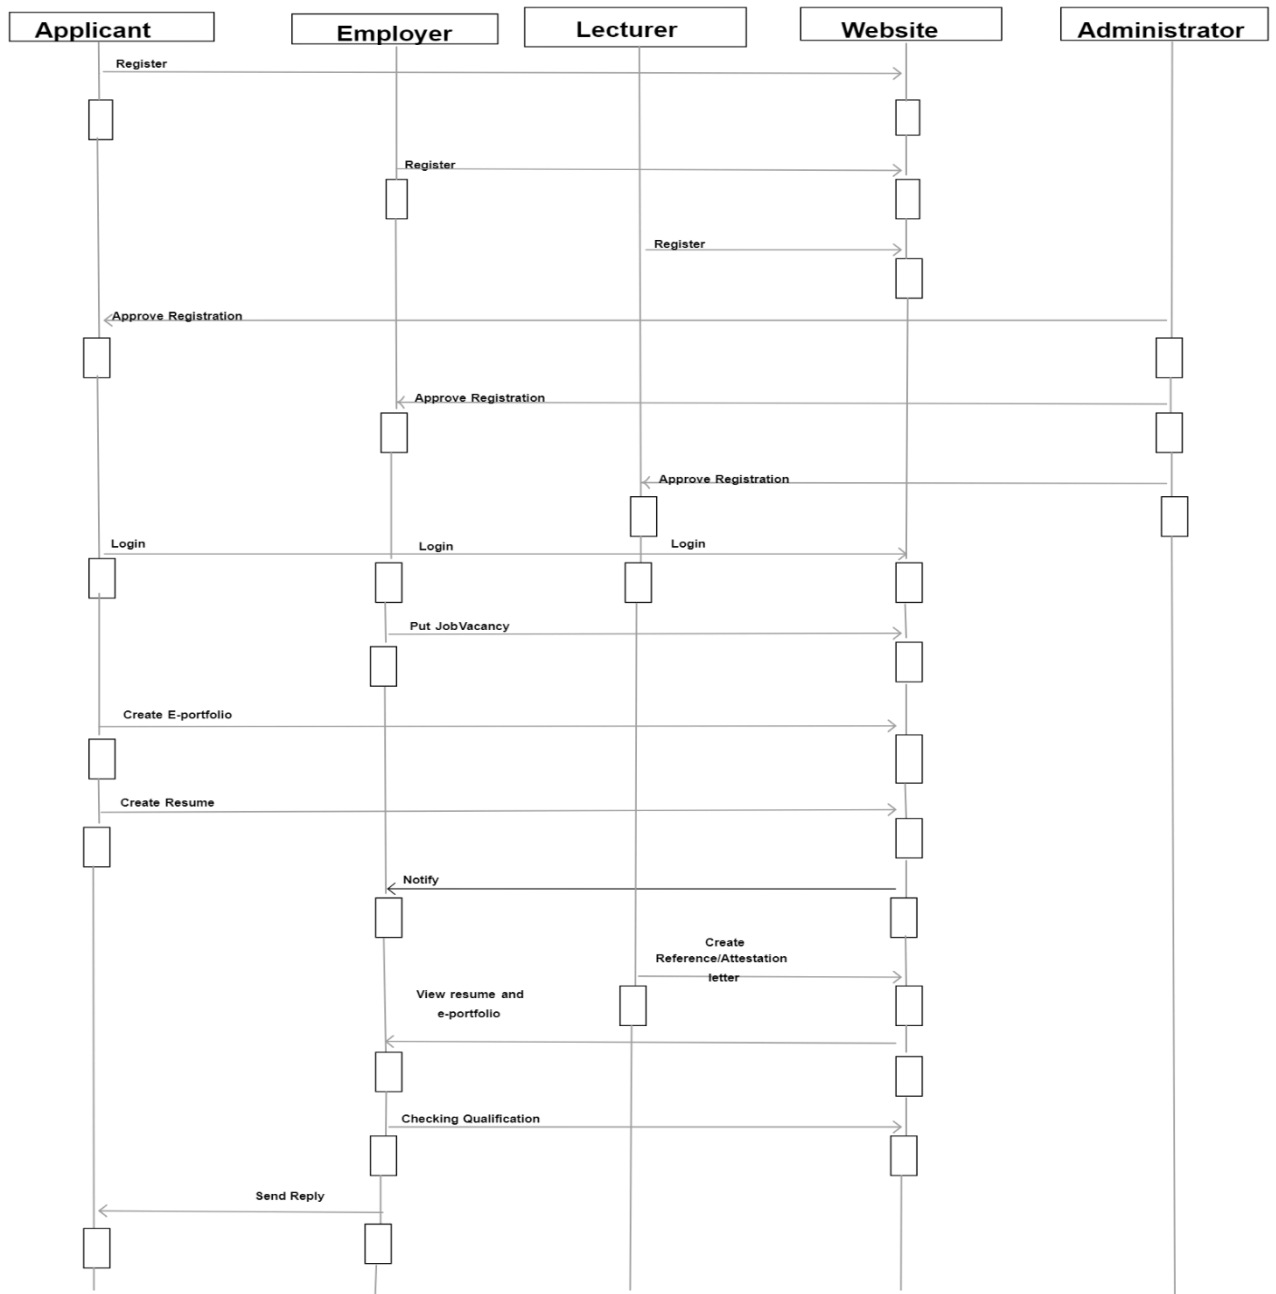 Applicant
Employer
Lecturer
Website
Administrator
Register
Register
Register
Approve Registration
Approve Registration
Approve Registration
Login
Login
Login
Put JobVacancy
Create E-portfolio
Create Resume
Notify
Create
Reference/Attestation
letter
View resume and
e-portfolio
Checking Qualification
Send Reply